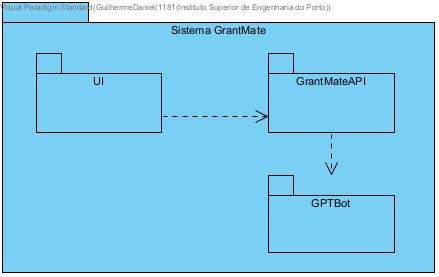 Visual Paradigm Standard(GuilhermeDaniel(1181(Instituto Superior de Engenharia do Porto))
Sistema GrantMate
UI
GrantMateAPI
GPTBot